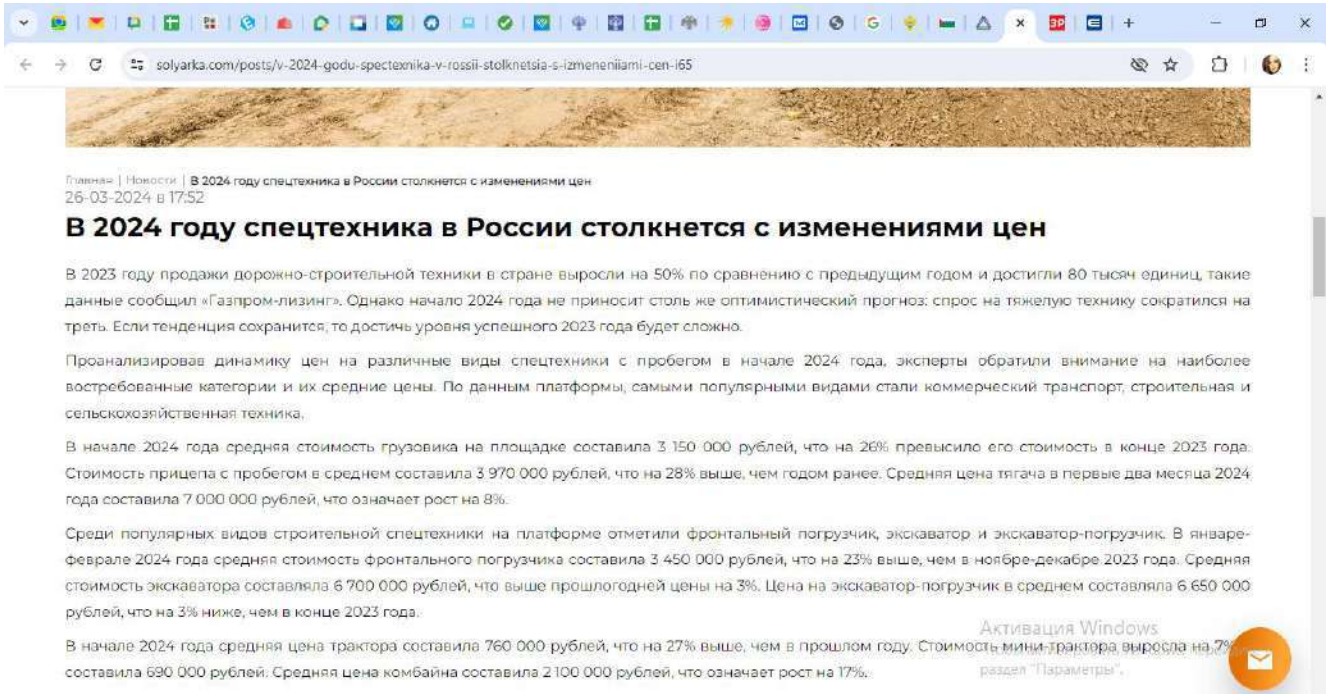 solyarka.com/posts/v-2024-godu-spectexnika-v-rossii-stolknetsia-s-izmeneniiami-cen-i65
Главная | Новости | В 2024 году спецтехника в России столкнется с изменениями цен
26-03-2024 в 17:52
В 2024 году спецтехника в России столкнется с изменениями цен
В 2023 году продажи дорожно-строительной техники в стране выросли на 50% по сравнению с предыдущим годом и достигли 80 тысяч единиц, такие
данные сообщил «Газпром-лизинг». Однако начало 2024 года не приносит столь же оптимистический прогноз: спрос на тяжелую технику сократился на
треть. Если тенденция сохранится, то достичь уровня успешного 2023 года будет сложно.
Проанализировав динамику цен на различные виды спецтехники с пробегом в начале 2024 года, эксперты обратили внимание на наиболее
востребованные категории и их средние цены. По данным платформы, самыми популярными видами стали коммерческий транспорт, строительная и
сельскохозяйственная техника.
В начале 2024 года средняя стоимость грузовика на площадке составила 3 150 000 рублей, что на 26% превысило его стоимость в конце 2023 года.
Стоимость прицепа с пробегом в среднем составила 3 970 000 рублей, что на 28% выше, чем годом ранее. Средняя цена тягача в первые два месяца 2024
года составила 7 000 000 рублей, что означает рост на 8%.
Среди популярных видов строительной спецтехники на платформе отметили фронтальный погрузчик, экскаватор и экскаватор-погрузчик. В январе-
феврале 2024 года средняя стоимость фронтального погрузчика составила 3 450 000 рублей, что на 23% выше, чем в ноябре-декабре 2023 года. Средняя
стоимость экскаватора составляла 6 700 000 рублей, что выше прошлогодней цены на 3%. Цена на экскаватор-погрузчик в среднем составляла 6 650 000
рублей, что на 3% ниже, чем в конце 2023 года.
Активация Windows
В начале 2024 года средняя цена трактора составила 760 000 рублей, что на 27% выше, чем в прошлом году. Стоимость мини-трактора выросла на 7%
составила 690 000 рублей. Средняя цена комбайна составила 2 100 000 рублей, что означает рост на 17%.
раздел "Параметры".